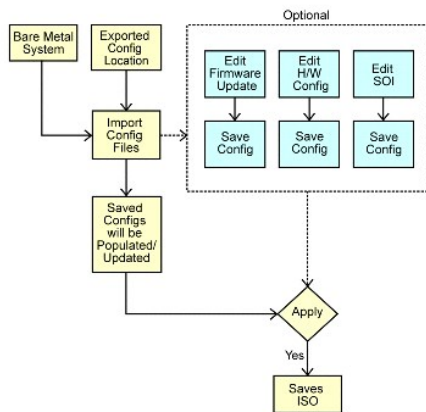 Optional
Bare Metal
System
Exported
Config
Location
Edit
Firmware
Update
Edit
H/W
Config
Edit
SOI
Import
Config
Files
Save
Config
Save
Config
Save
Config
Saved
Configs
will be
Populated/
Updated
Apply
Yes
Saves
ISO